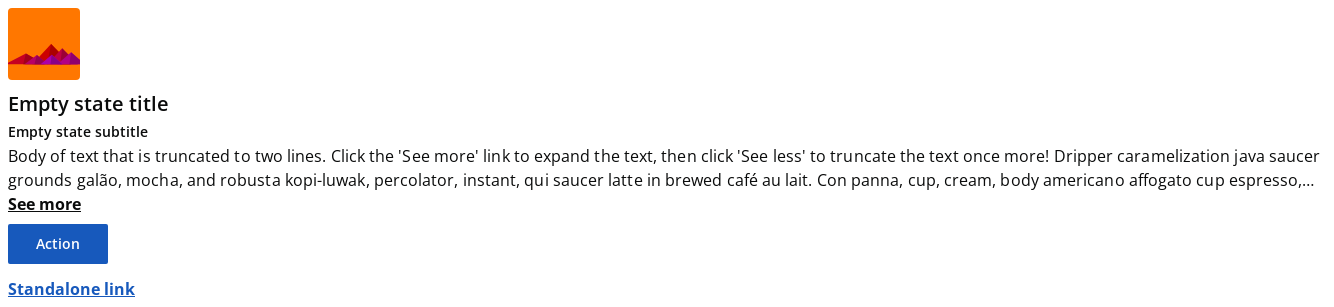 Empty state title
Empty state subtitle
Body of text that is truncated to two lines. Click the 'See more' link to expand the text, then click 'See less' to truncate the text once more! Dripper caramelization java saucer
grounds galão, mocha, and robusta kopi-luwak, percolator, instant, qui saucer latte in brewed café au lait. Con panna, cup, cream, body americano affogato cup espresso,...
See more
Action
Standalone link